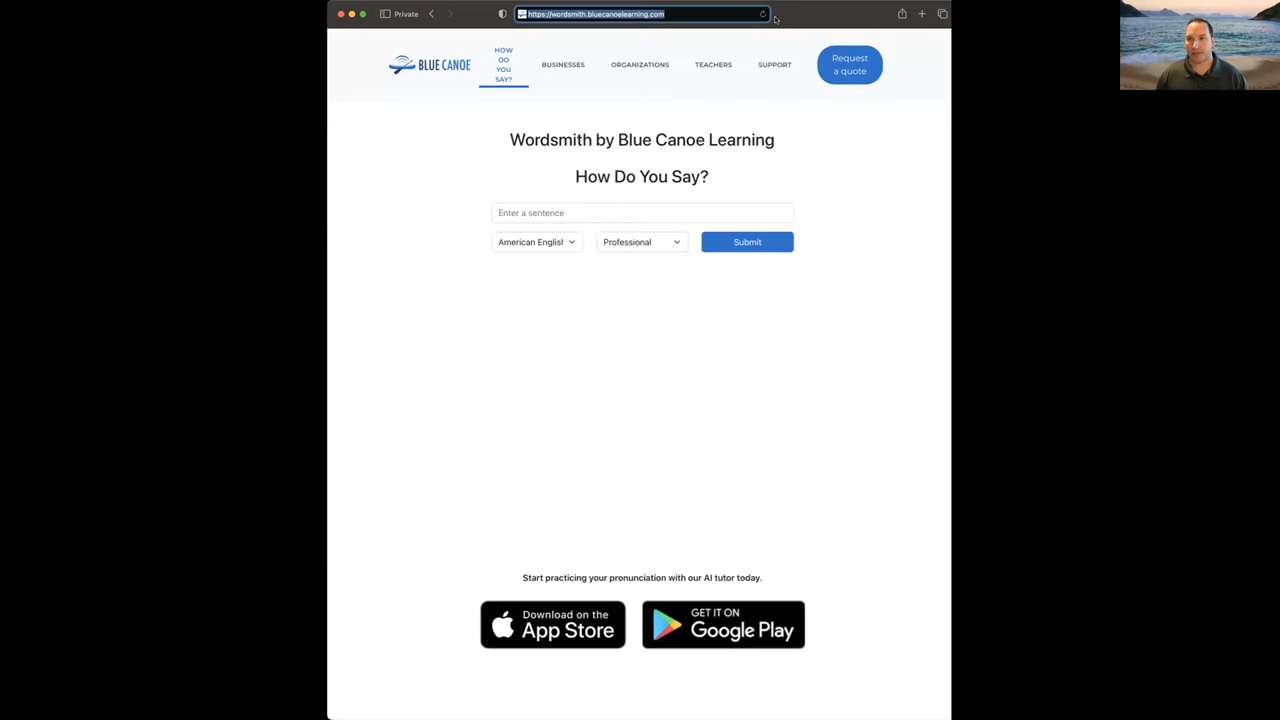 Private
https://wordsmith.bluecanoelearning.com
BLUE CANOE
HOW DO YOU SAY?
BUSINESSES
ORGANIZATIONS
TEACHERS
SUPPORT
Request a quote
Wordsmith by Blue Canoe Learning
How Do You Say?
Enter a sentence
American English
Professional
Submit
Start practicing your pronunciation with our AI tutor today.
Download on the
App Store
GET IT ON
Google Play